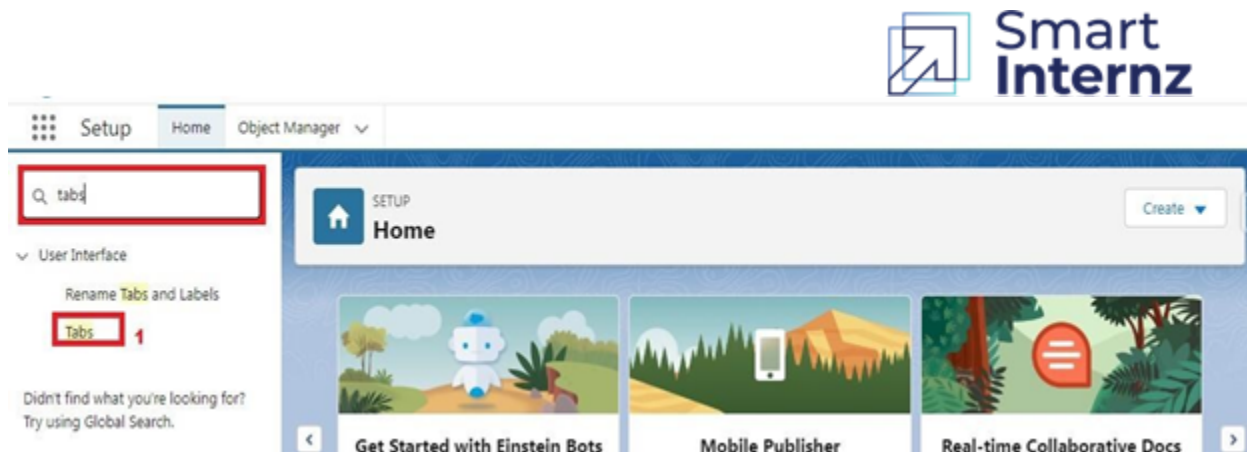 Smart
Internz
Setup Home Object Manager
tabs
SETUP
Home
Create
User Interface
Rename Tabs and Labels
Tabs 1
Didn't find what you're looking for?
Try using Global Search.
Get Started with Einstein Bots
Mobile Publisher
Real-time Collaborative Docs